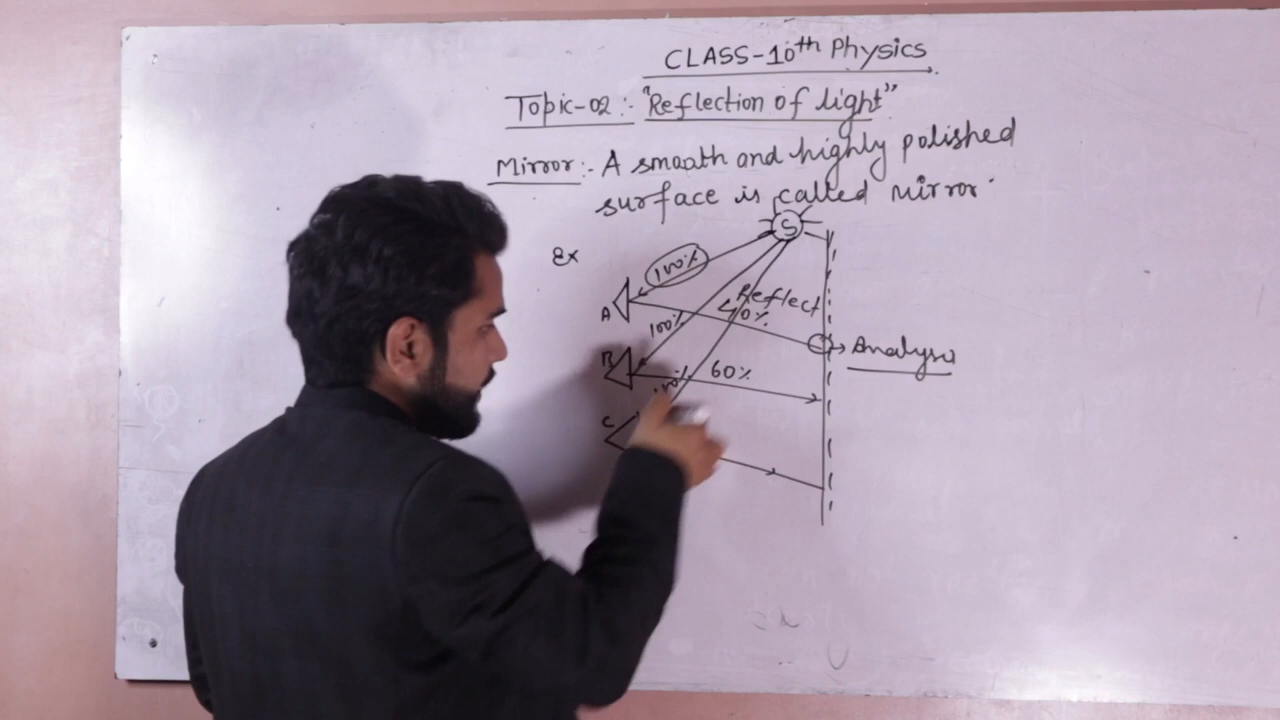 CLASS-10th Physics
Topic-02:- "Reflection of light"
Mirror:- A smooth and highly polished
surface is called mirror
Ex
S
100%
Reflect
A
40%
100%
Analyse
B
60%
100%
C